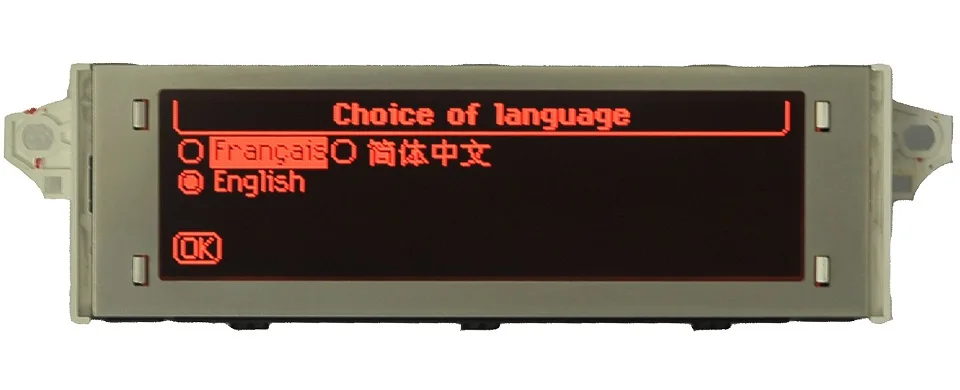 Choice of language
Français 简体中文
English
OK